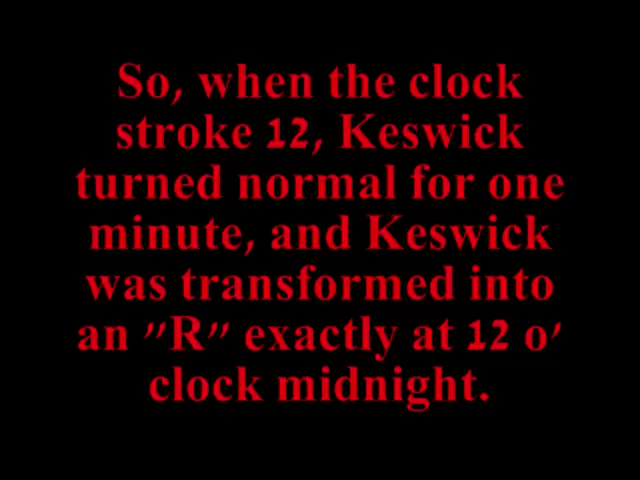 So, when the clock
stroke 12, Keswick
turned normal for one
minute, and Keswick
was transformed into
an "R" exactly at 12 o'
clock midnight.